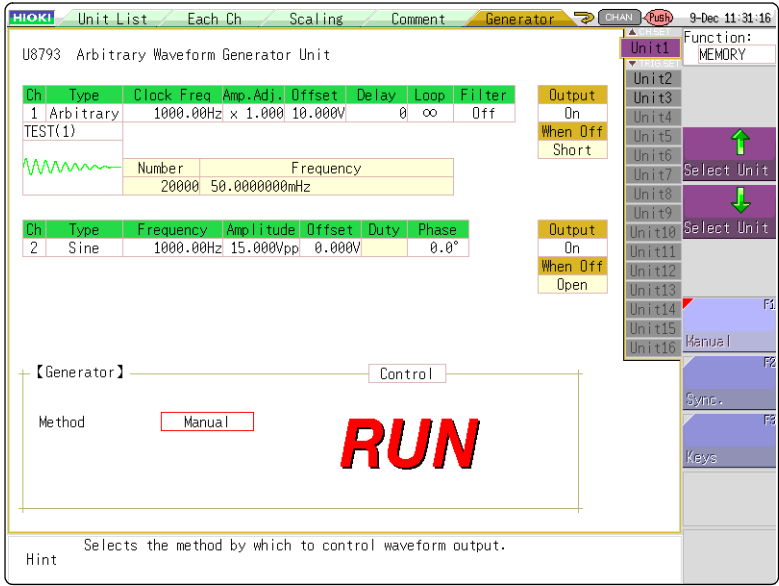 HIOKI Unit List Each Ch Scaling Comment Generator CHAN Push 9-Dec 11:31:16
▲CH.SET
Function:
MEMORY
Unit1
▼TRIG.SET
U8793 Arbitrary Waveform Generator Unit
Unit2
Unit3
Unit4
Unit5
Unit6
Unit7
Unit8
Unit9
Unit10
Unit11
Unit12
Unit13
Unit14
Unit15
Unit16
Select Unit
Select Unit
Ch Type Clock Freq Amp.Adj. Offset Delay Loop Filter
1 Arbitrary 1000.00Hz x 1.000 10.000V 0 ∞ Off
TEST(1)
Number Frequency
20000 50.0000000mHz
Output
On
When Off
Short
Ch Type Frequency Amplitude Offset Duty Phase
2 Sine 1000.00Hz 15.000Vpp 0.000V 0.0°
Output
On
When Off
Open
F1
Manual
F2
Sync.
F3
Keys
【Generator】 Control
Method Manual
RUN
Hint Selects the method by which to control waveform output.